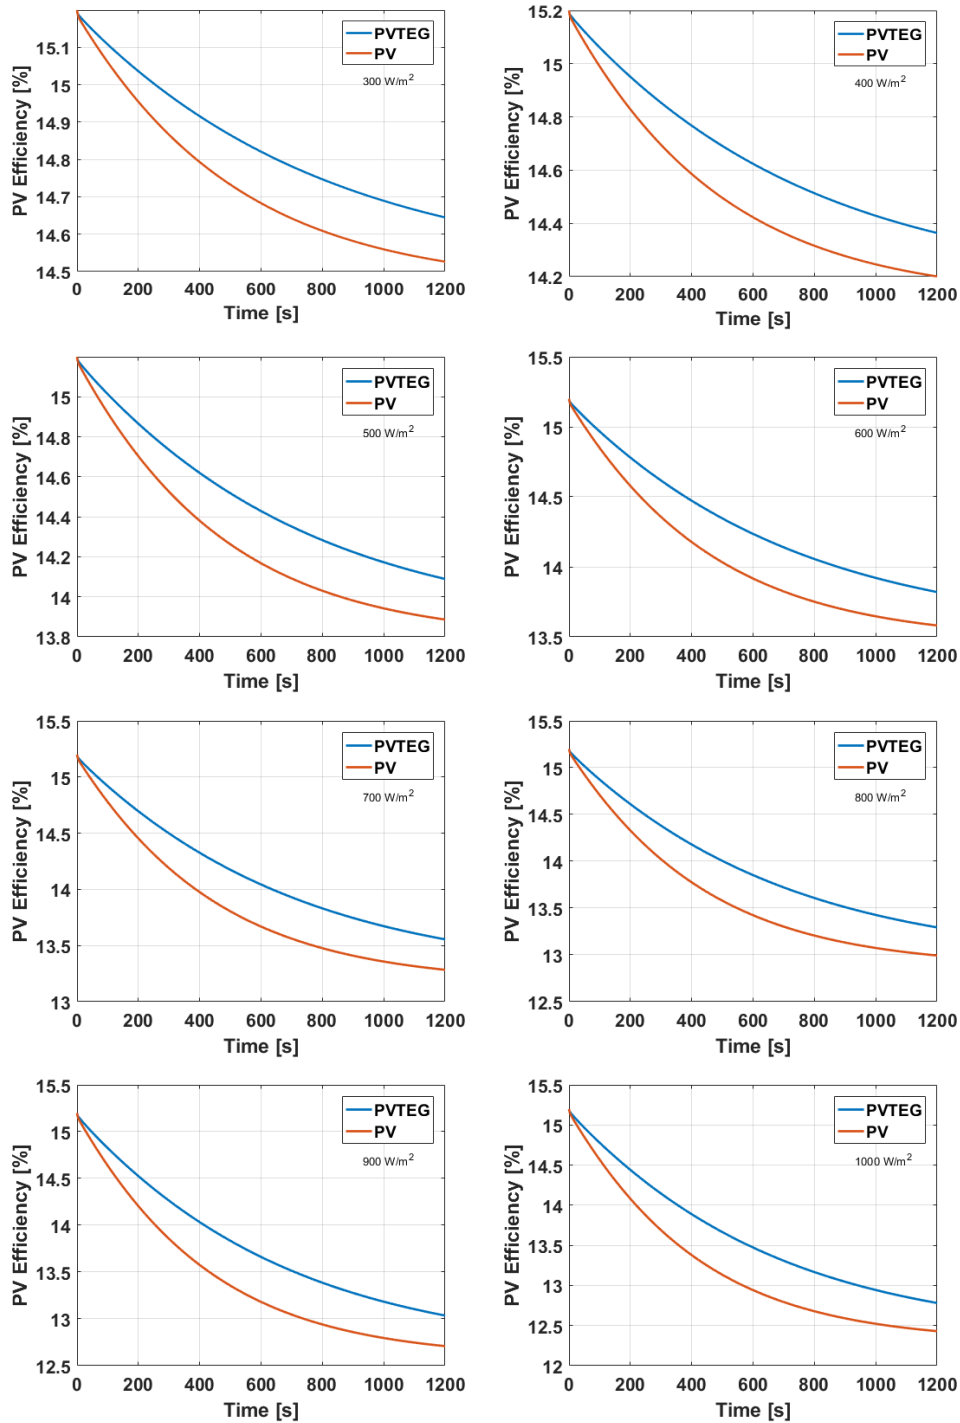 PVTEG
PV
300 W/m²
15.1
15
14.9
14.8
14.7
14.6
14.5
PV Efficiency [%]
0 200 400 600 800 1000 1200
Time [s]
PVTEG
PV
400 W/m²
15.2
15
14.8
14.6
14.4
14.2
PV Efficiency [%]
0 200 400 600 800 1000 1200
Time [s]
PVTEG
PV
500 W/m²
15
14.8
14.6
14.4
14.2
14
13.8
PV Efficiency [%]
0 200 400 600 800 1000 1200
Time [s]
PVTEG
PV
600 W/m²
15.5
15
14.5
14
13.5
PV Efficiency [%]
0 200 400 600 800 1000 1200
Time [s]
PVTEG
PV
700 W/m²
15.5
15
14.5
14
13.5
13
PV Efficiency [%]
0 200 400 600 800 1000 1200
Time [s]
PVTEG
PV
800 W/m²
15.5
15
14.5
14
13.5
13
12.5
PV Efficiency [%]
0 200 400 600 800 1000 1200
Time [s]
PVTEG
PV
900 W/m²
15.5
15
14.5
14
13.5
13
12.5
PV Efficiency [%]
0 200 400 600 800 1000 1200
Time [s]
PVTEG
PV
1000 W/m²
15.5
15
14.5
14
13.5
13
12.5
12
PV Efficiency [%]
0 200 400 600 800 1000 1200
Time [s]